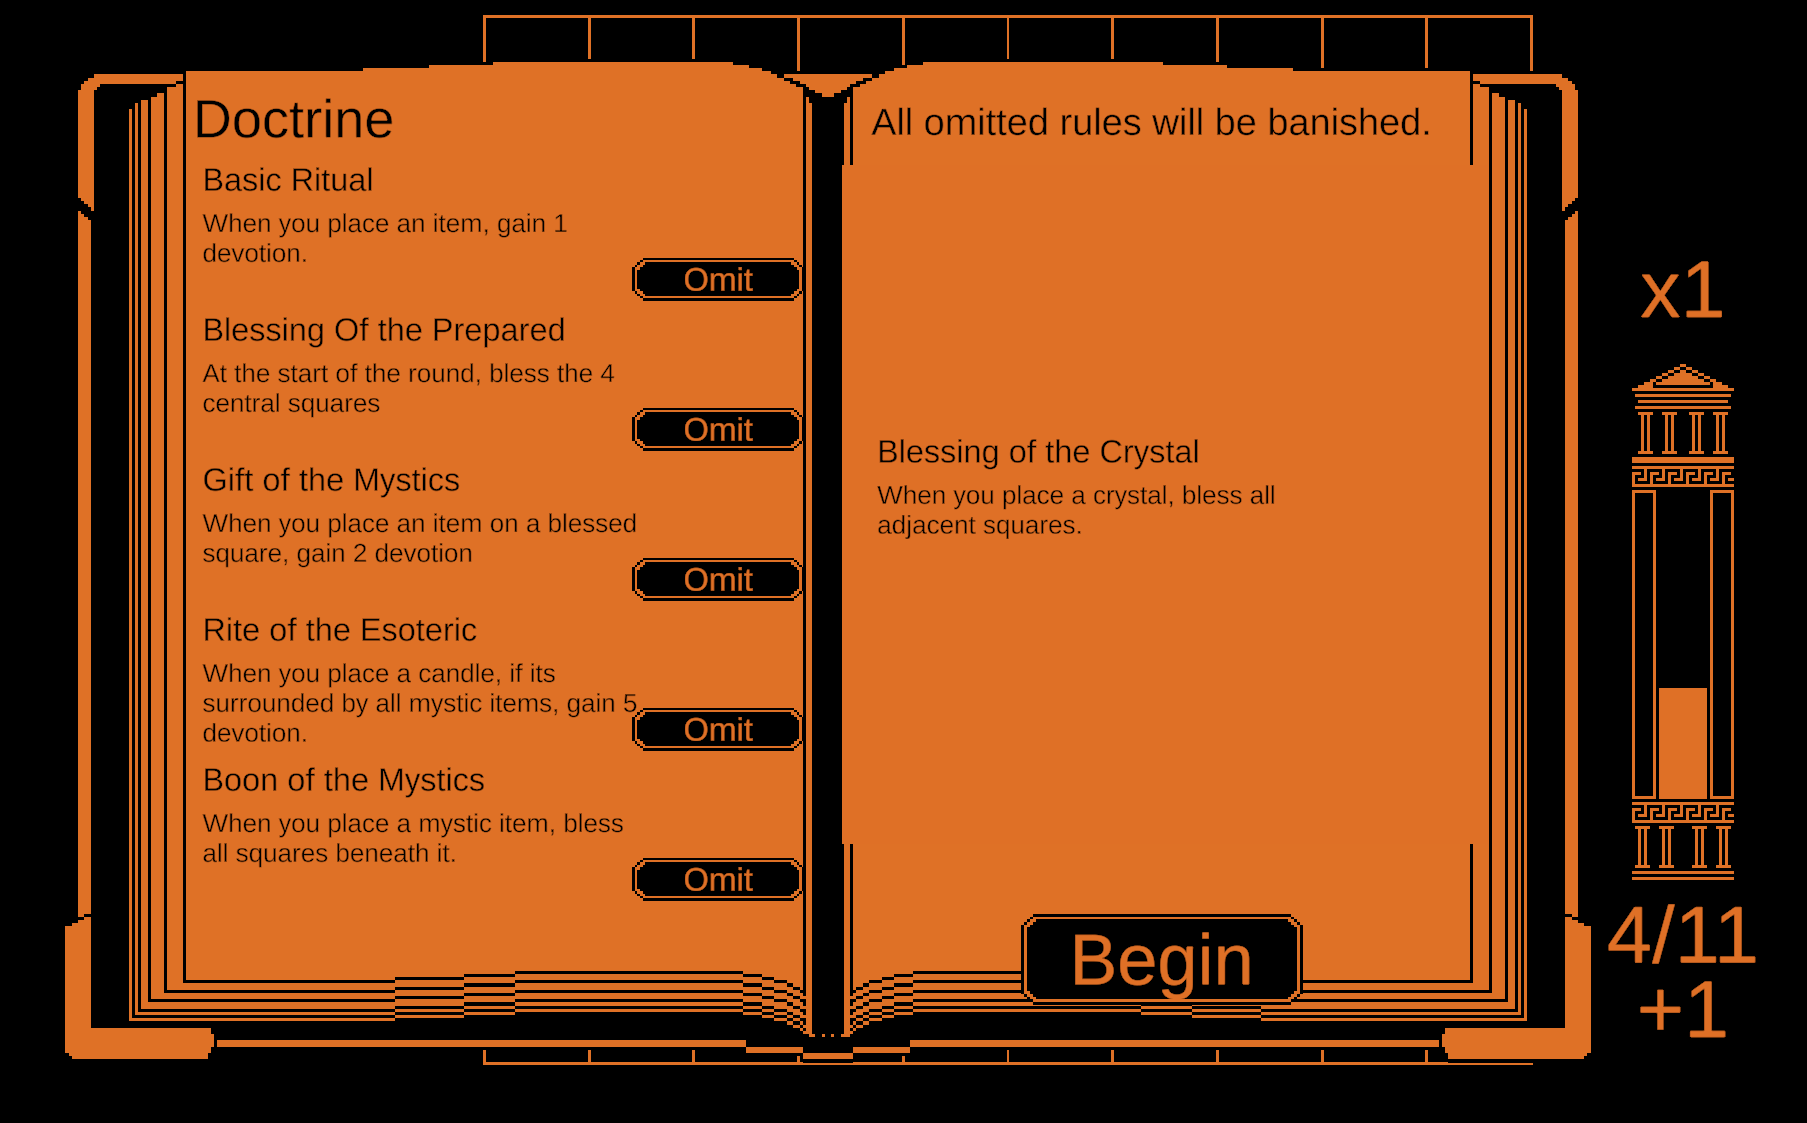 Doctrine
Basic Ritual
When you place an item, gain 1
devotion.
Omit
Blessing Of the Prepared
At the start of the round, bless the 4
central squares
Omit
Gift of the Mystics
When you place an item on a blessed
square, gain 2 devotion
Omit
Rite of the Esoteric
When you place a candle, if its
surrounded by all mystic items, gain 5
devotion.
Omit
Boon of the Mystics
When you place a mystic item, bless
all squares beneath it.
Omit
All omitted rules will be banished.
Blessing of the Crystal
When you place a crystal, bless all
adjacent squares.
Begin
x1
4/11
+1